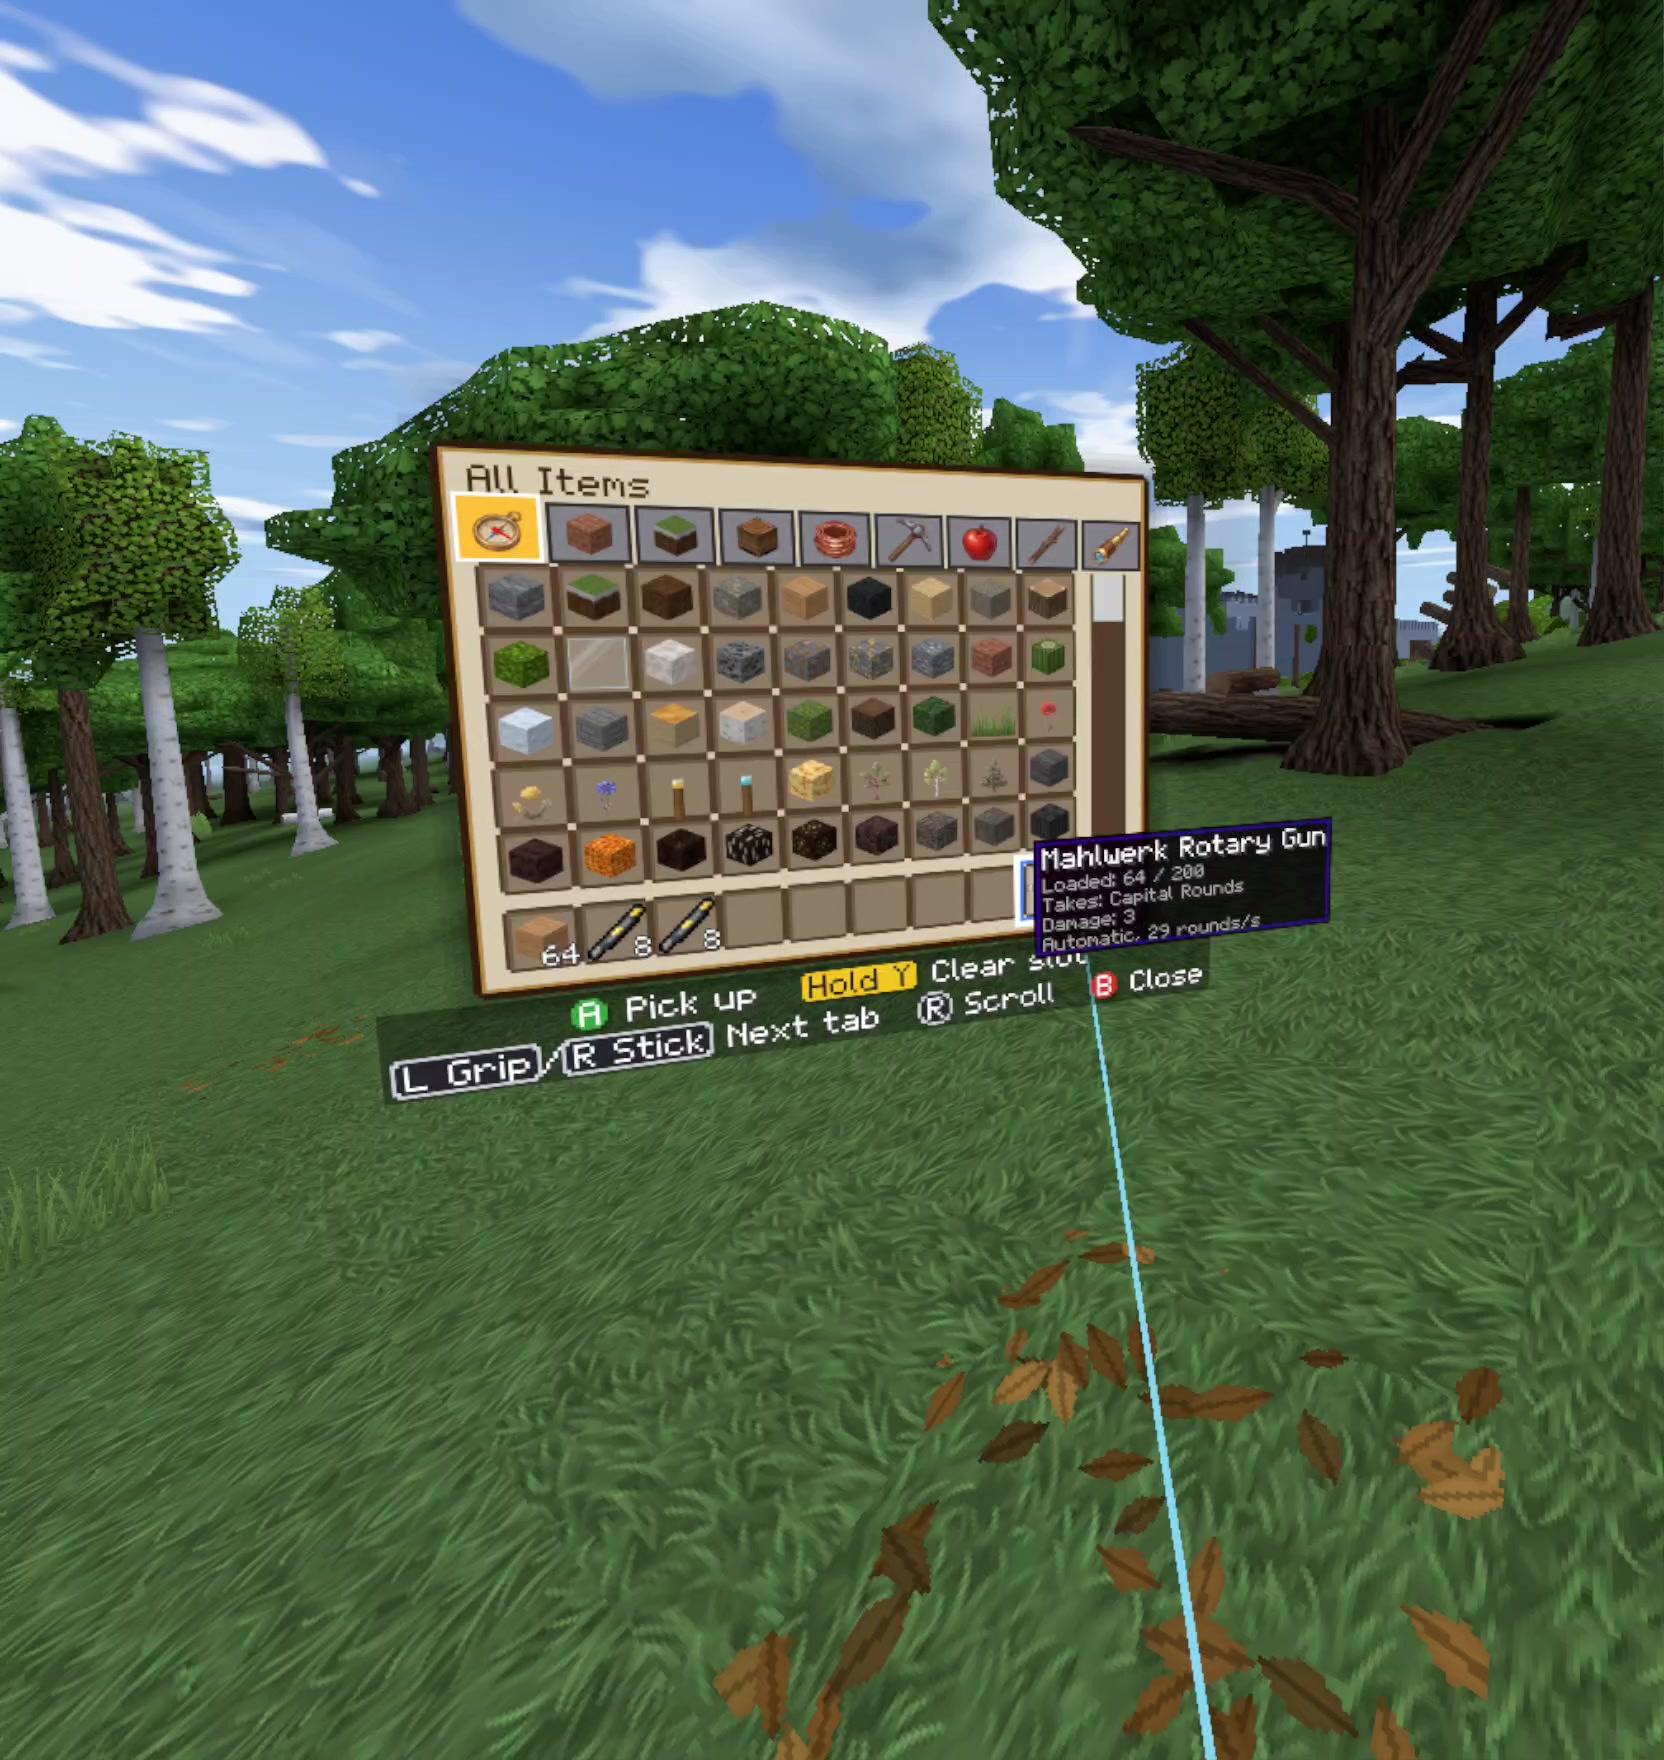 All Items
Mahlwerk Rotary Gun
Loaded: 64 / 200
Takes: Capital Rounds
Damage: 3
Automatic, 29 rounds/s
64
8
8
A Pick up
Hold Y Clear slot
B Close
L Grip/R Stick Next tab
R Scroll